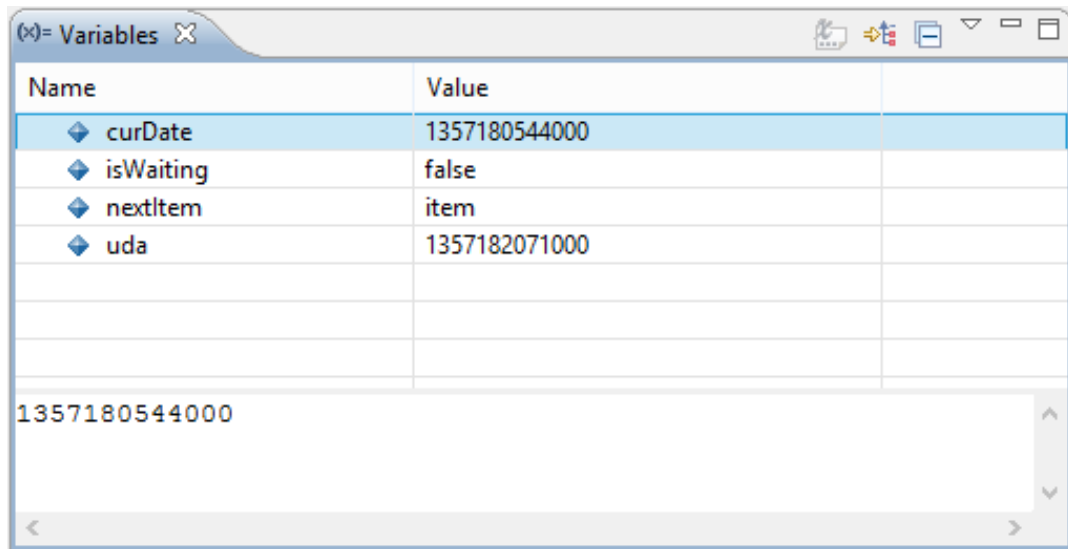 (x)= Variables
Name Value
curDate 1357180544000
isWaiting false
nextItem item
uda 1357182071000
1357180544000